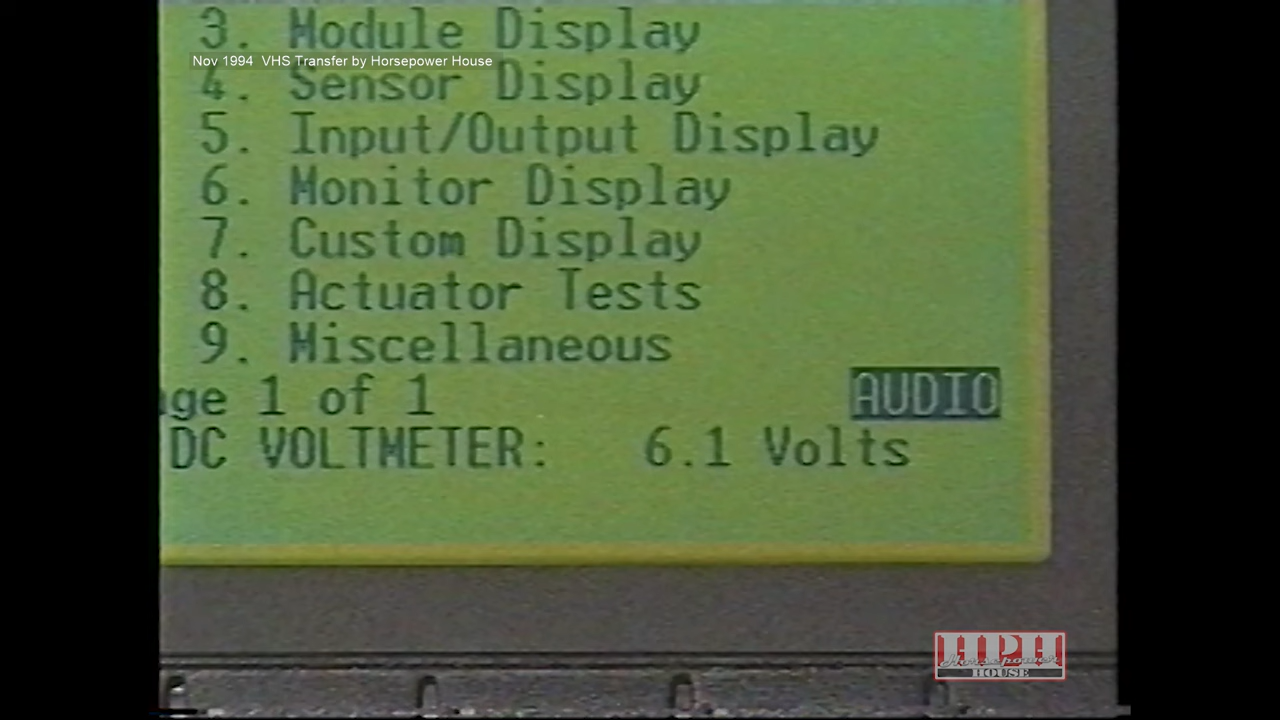 3. Module Display
Nov 1994 VHS Transfer by Horsepower House
4. Sensor Display
5. Input/Output Display
6. Monitor Display
7. Custom Display
8. Actuator Tests
9. Miscellaneous
age 1 of 1
AUDIO
DC VOLTMETER: 6.1 Volts
HPH
Horsepower
HOUSE